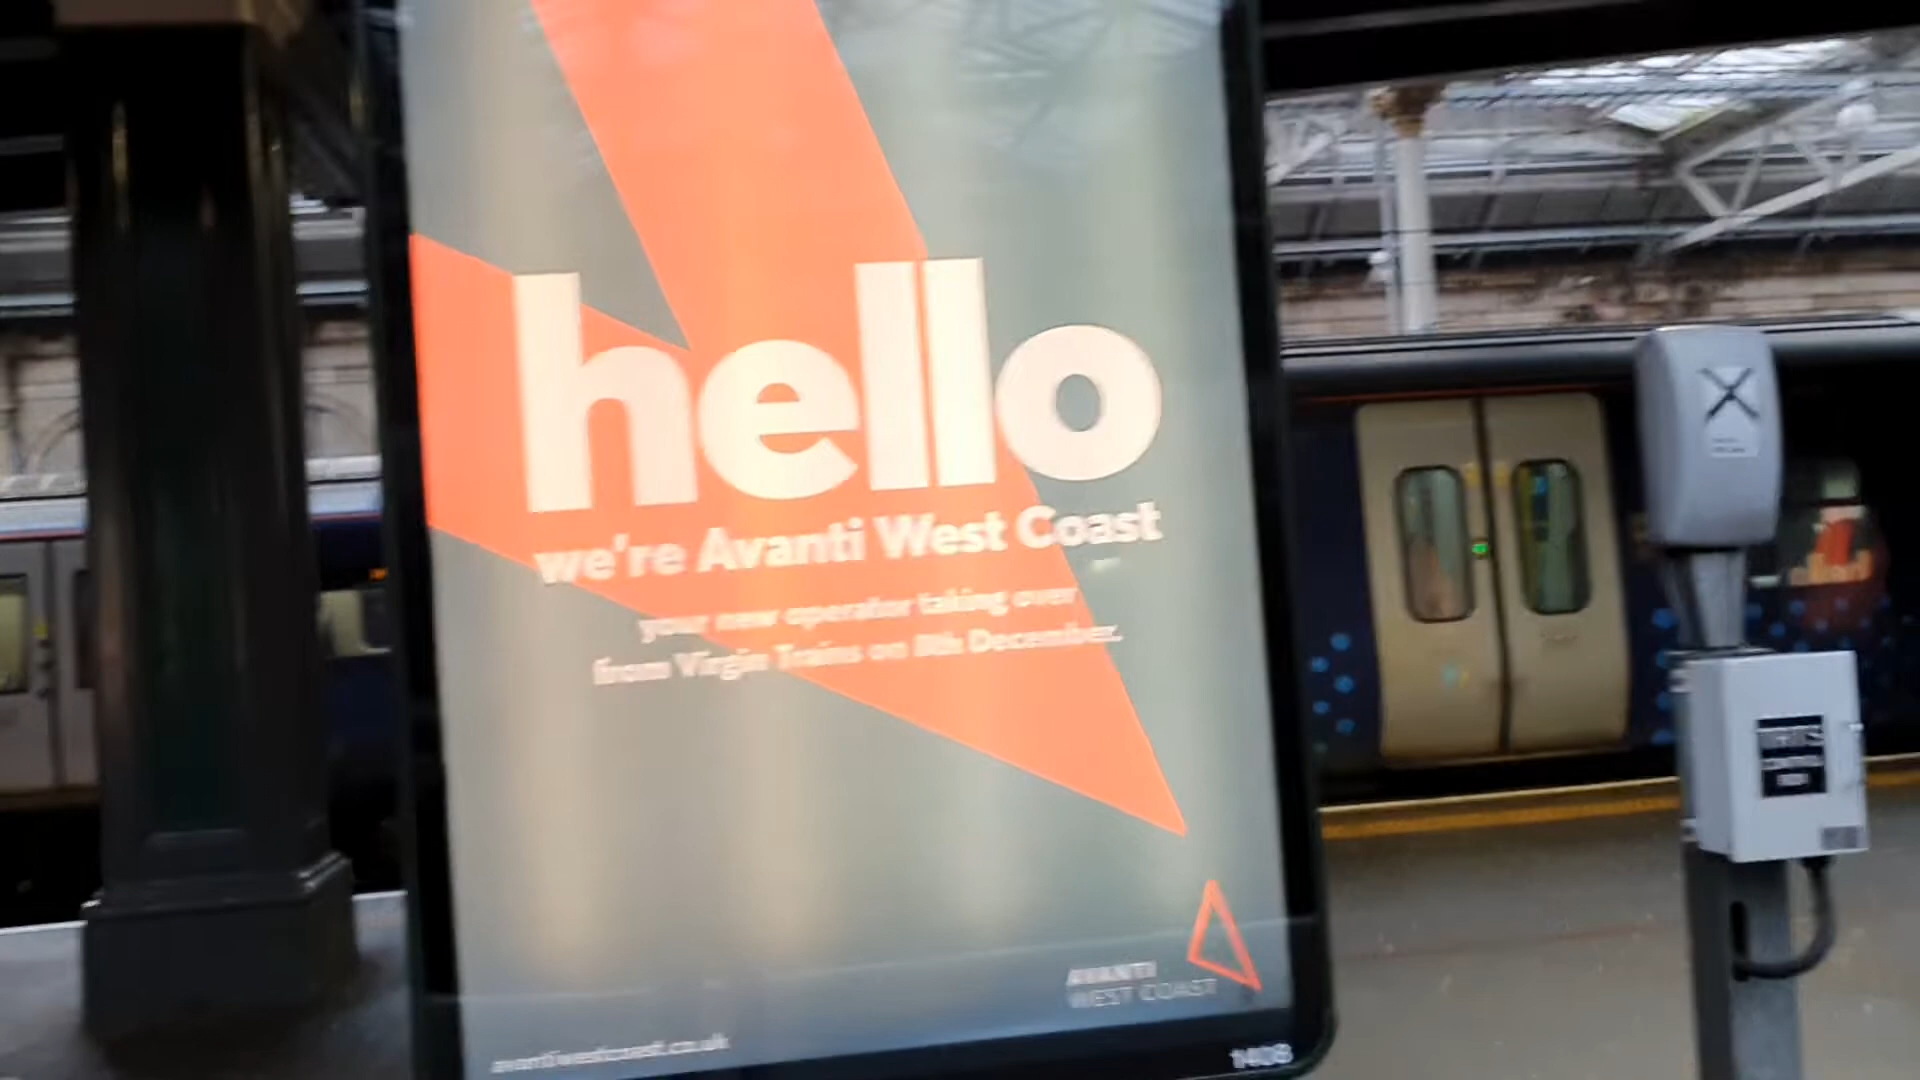 hello
we're Avanti West Coast
your new operator taking over
from Virgin Trains on 8th December.
AVANTI
WEST COAST
avantiwestcoast.co.uk
1408